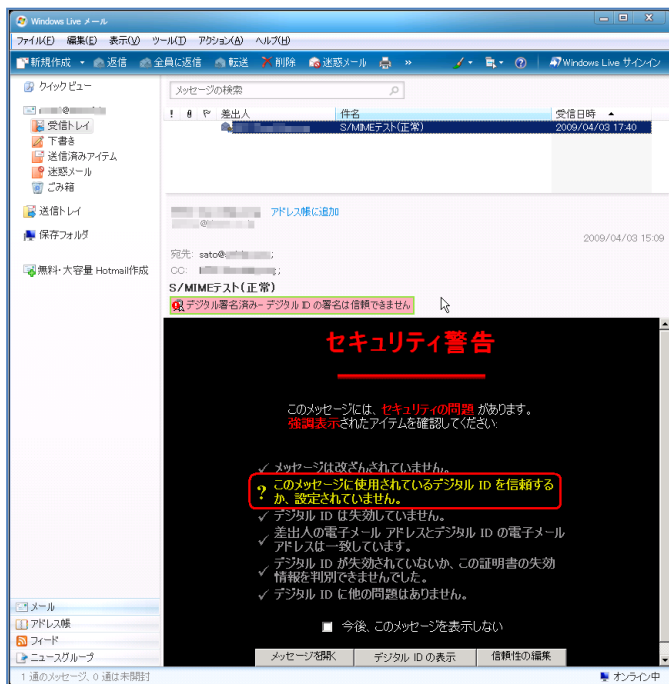 Windows Live メール
ファイル(F) 編集(E) 表示(V) ツール(T) アクション(A) ヘルプ(H)
新規作成 返信 全員に返信 転送 削除 迷惑メール » Windows Live サインイン
クイックビュー
メッセージの検索
@
受信トレイ
下書き
送信済みアイテム
迷惑メール
ごみ箱
送信トレイ
保存フォルダ
無料・大容量 Hotmail作成
! 差出人 件名 受信日時
S/MIMEテスト(正常) 2009/04/03 17:40
アドレス帳に追加
@
2009/04/03 15:09
宛先: sato@ ;
CC: ;
S/MIMEテスト(正常)
デジタル署名済み - デジタル ID の署名は信頼できません
セキュリティ警告
このメッセージには、セキュリティの問題 があります。
強調表示されたアイテムを確認してください:
✓ メッセージは改ざんされていません。
? このメッセージに使用されているデジタル ID を信頼する
か、設定されていません。
✓ デジタル ID は失効していません。
✓ 差出人の電子メール アドレスとデジタル ID の電子メール
アドレスは一致しています。
✓ デジタル ID が失効されていないか、この証明書の失効
情報を判別できませんでした。
✓ デジタル ID に他の問題はありません。
今後、このメッセージを表示しない
メッセージを開く デジタル ID の表示 信頼性の編集
メール
アドレス帳
フィード
ニュースグループ
1 通のメッセージ、0 通は未開封
オンライン中